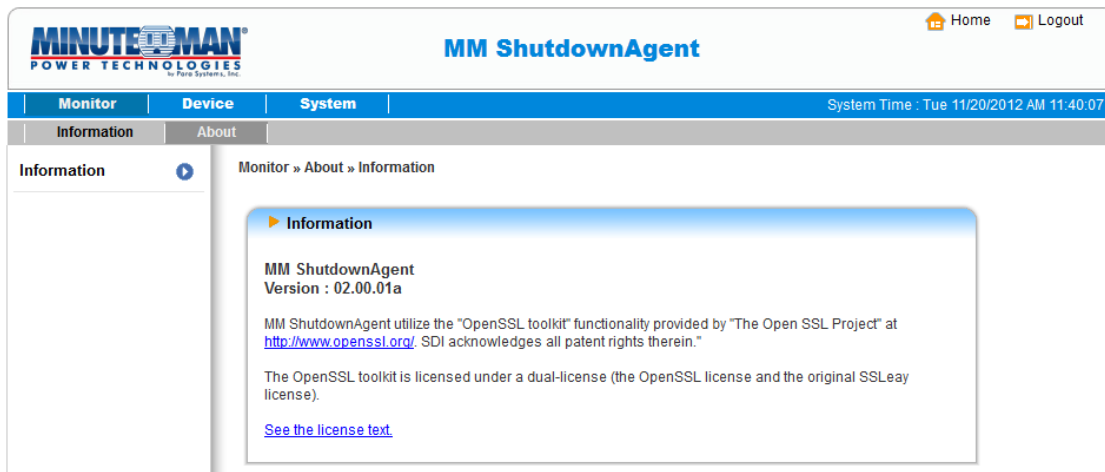 Home Logout
MINUTEMAN®
POWER TECHNOLOGIES
by Para Systems, Inc.
MM ShutdownAgent
Monitor Device System System Time : Tue 11/20/2012 AM 11:40:07
Information About
Information
Monitor » About » Information
Information
MM ShutdownAgent
Version : 02.00.01a
MM ShutdownAgent utilize the "OpenSSL toolkit" functionality provided by "The Open SSL Project" at
http://www.openssl.org/. SDI acknowledges all patent rights therein."
The OpenSSL toolkit is licensed under a dual-license (the OpenSSL license and the original SSLeay
license).
See the license text.